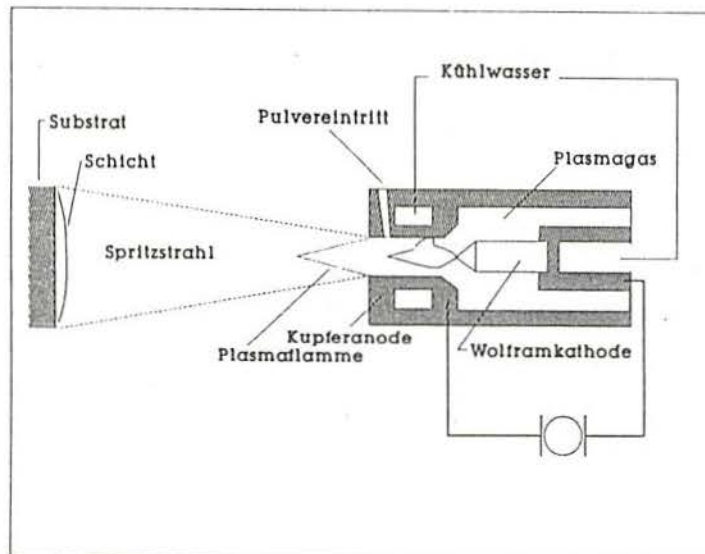 Kühlwasser
Substrat
Pulvereintritt
Schicht
Plasmagas
Spritzstrahl
Kupferanode
Plasmaflamme
Wolframkathode